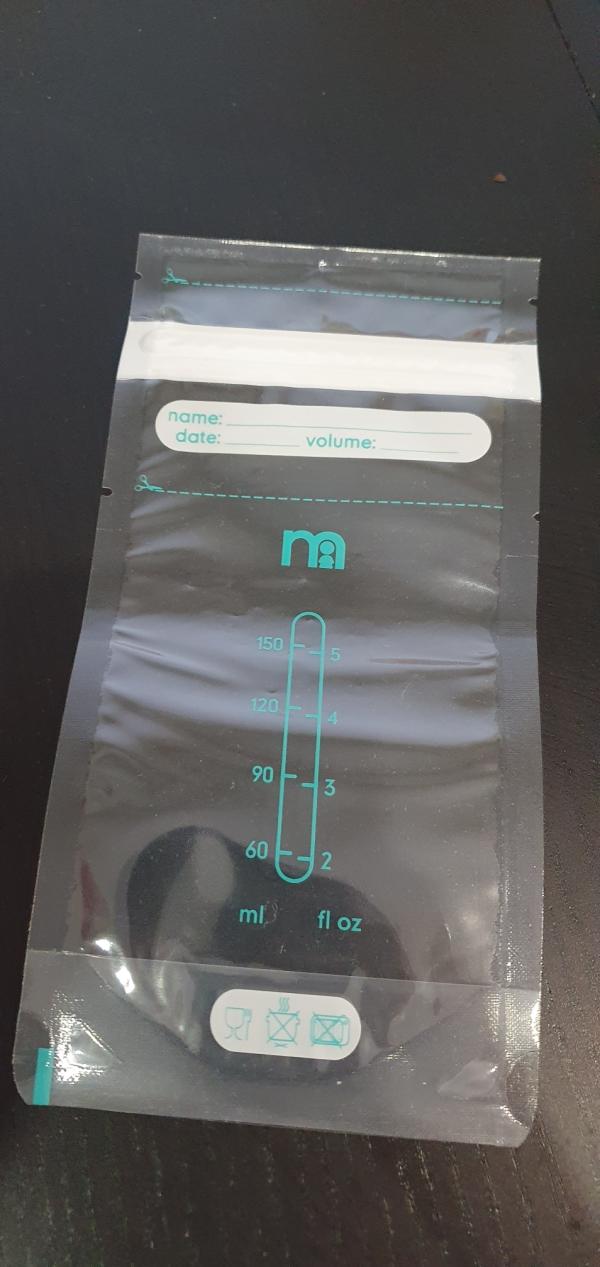 name:
date: volume:
m
150 5
120 4
90 3
60 2
ml fl oz